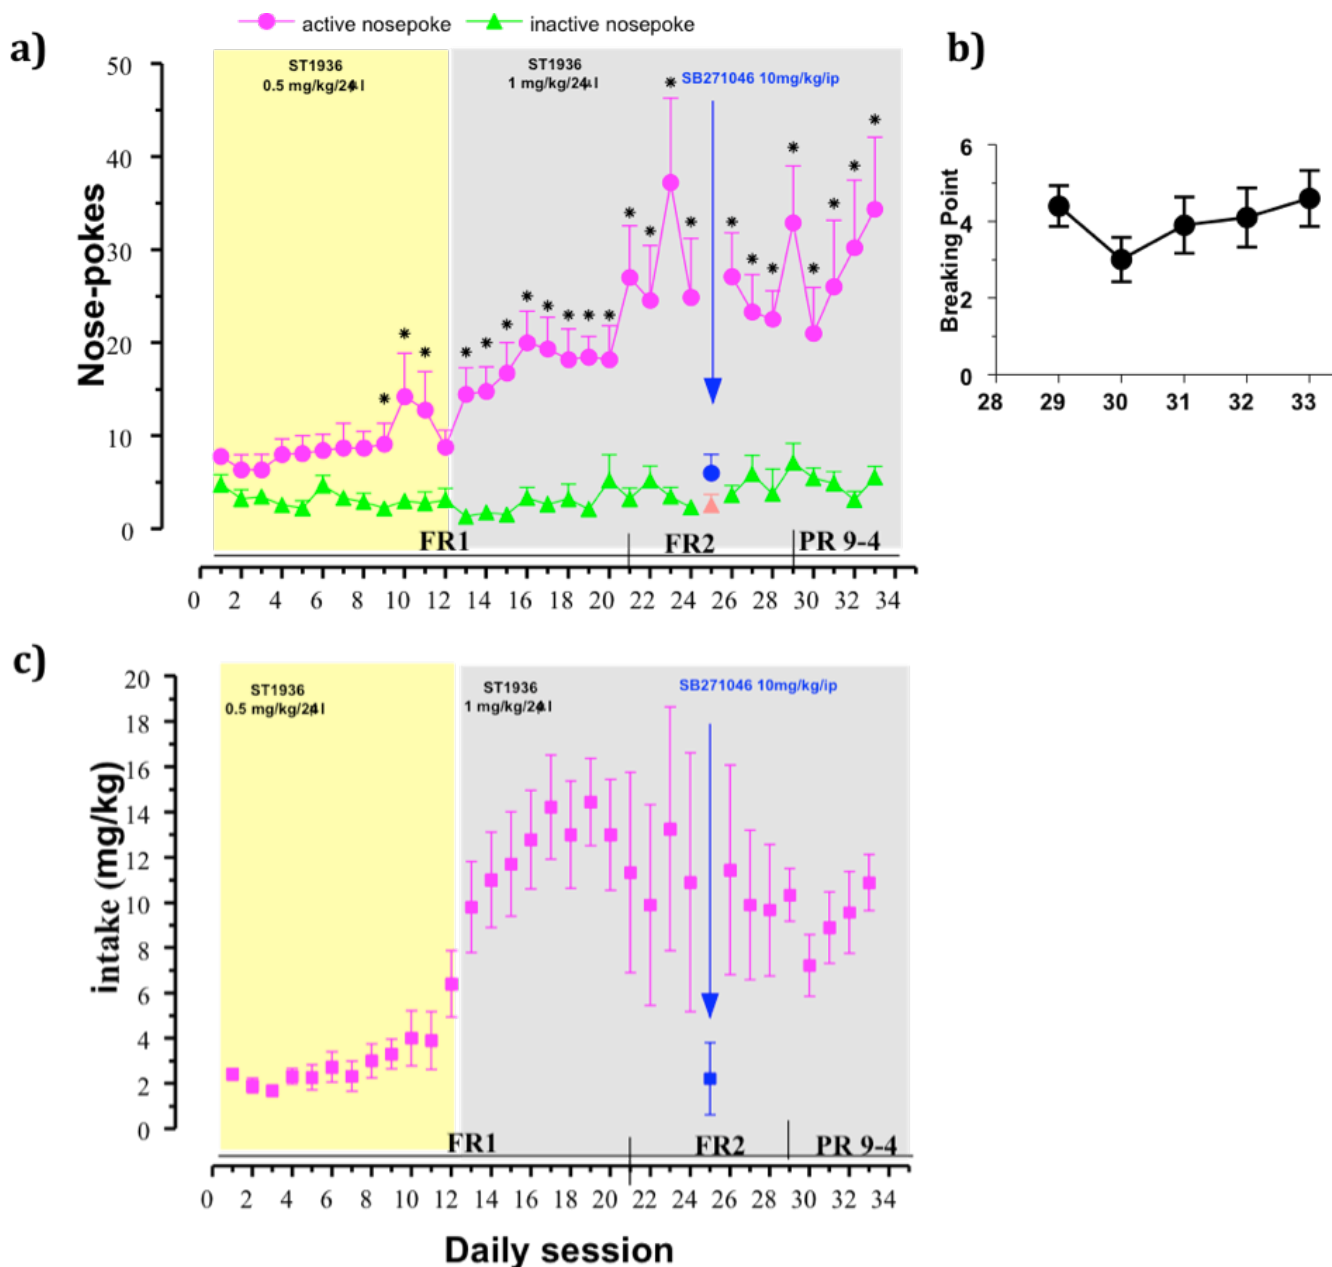 active nosepoke inactive nosepoke
a)
ST1936
0.5 mg/kg/24μl
ST1936
1 mg/kg/24μl
SB271046 10mg/kg/ip
Nose-pokes
50
40
30
20
10
0
* * * * * * * * * * * * * * * * * * * * * * *
FR1 FR2 PR 9-4
0 2 4 6 8 10 12 14 16 18 20 22 24 26 28 30 32 34
b)
Breaking Point
6
4
2
0
28 29 30 31 32 33
c)
ST1936
0.5 mg/kg/24μl
ST1936
1 mg/kg/24μl
SB271046 10mg/kg/ip
intake (mg/kg)
20
18
16
14
12
10
8
6
4
2
0
FR1 FR2 PR 9-4
0 2 4 6 8 10 12 14 16 18 20 22 24 26 28 30 32 34
Daily session